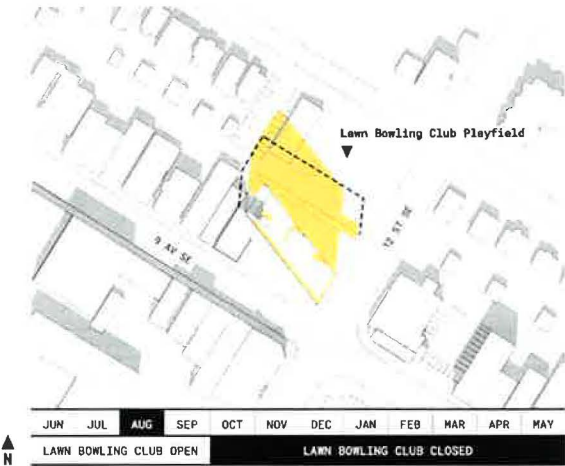 Lawn Bowling Club Playfield
9 AV SE
12 ST SE
JUN JUL AUG SEP OCT NOV DEC JAN FEB MAR APR MAY
LAWN BOWLING CLUB OPEN LAWN BOWLING CLUB CLOSED
N